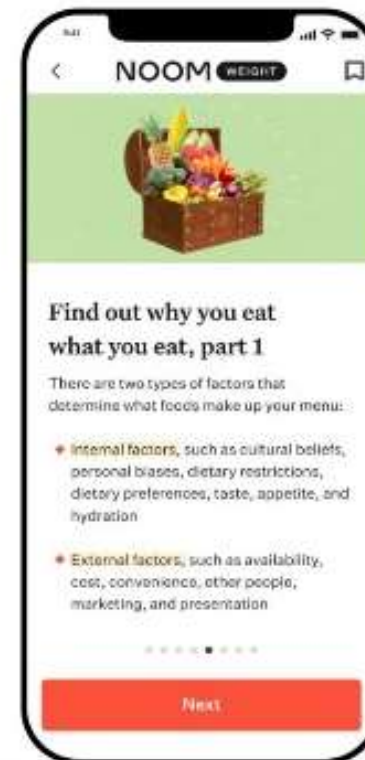 9:41
NOOM WEIGHT
Find out why you eat
what you eat, part 1
There are two types of factors that
determine what foods make up your menu:
Internal factors, such as cultural beliefs,
personal biases, dietary restrictions,
dietary preferences, taste, appetite, and
hydration
External factors, such as availability,
cost, convenience, other people,
marketing, and presentation
Next